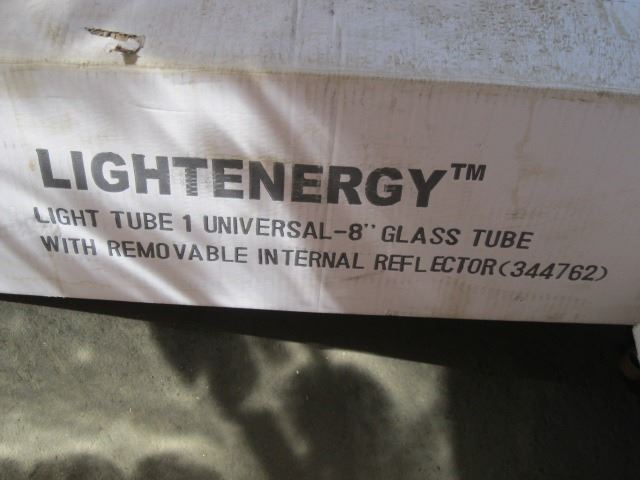 LIGHTENERGY™
LIGHT TUBE 1 UNIVERSAL-8'' GLASS TUBE
WITH REMOVABLE INTERNAL REFLECTOR(344762)